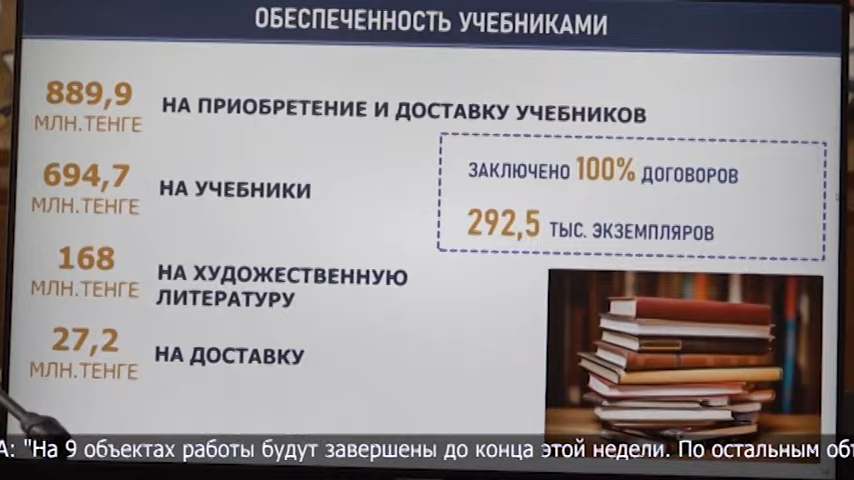 ОБЕСПЕЧЕННОСТЬ УЧЕБНИКАМИ
889,9
МЛН.ТЕНГЕ
НА ПРИОБРЕТЕНИЕ И ДОСТАВКУ УЧЕБНИКОВ
694,7
МЛН.ТЕНГЕ
НА УЧЕБНИКИ
ЗАКЛЮЧЕНО 100% ДОГОВОРОВ
292,5 ТЫС. ЭКЗЕМПЛЯРОВ
168
МЛН.ТЕНГЕ
НА ХУДОЖЕСТВЕННУЮ
ЛИТЕРАТУРУ
27,2
МЛН.ТЕНГЕ
НА ДОСТАВКУ
А: "На 9 объектах работы будут завершены до конца этой недели. По остальным об